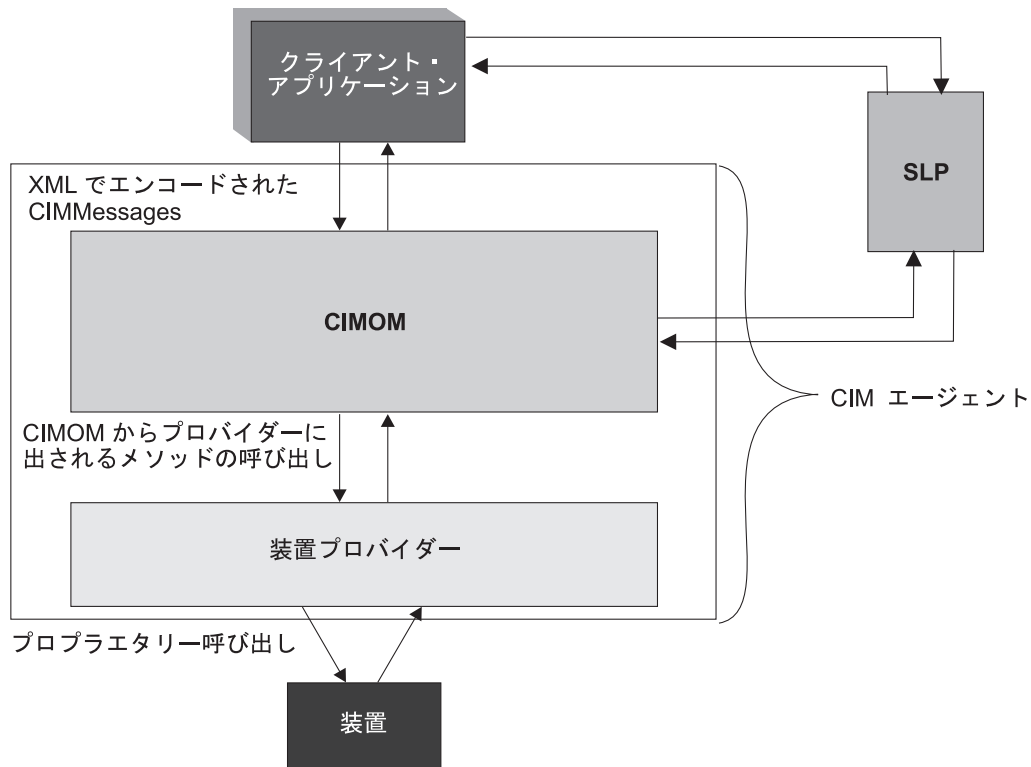 クライアント・
アプリケーション
SLP
XML でエンコードされた
CIMMessages
CIMOM
CIM エージェント
CIMOM からプロバイダーに
出されるメソッドの呼び出し
装置プロバイダー
プロプラエタリー呼び出し
装置